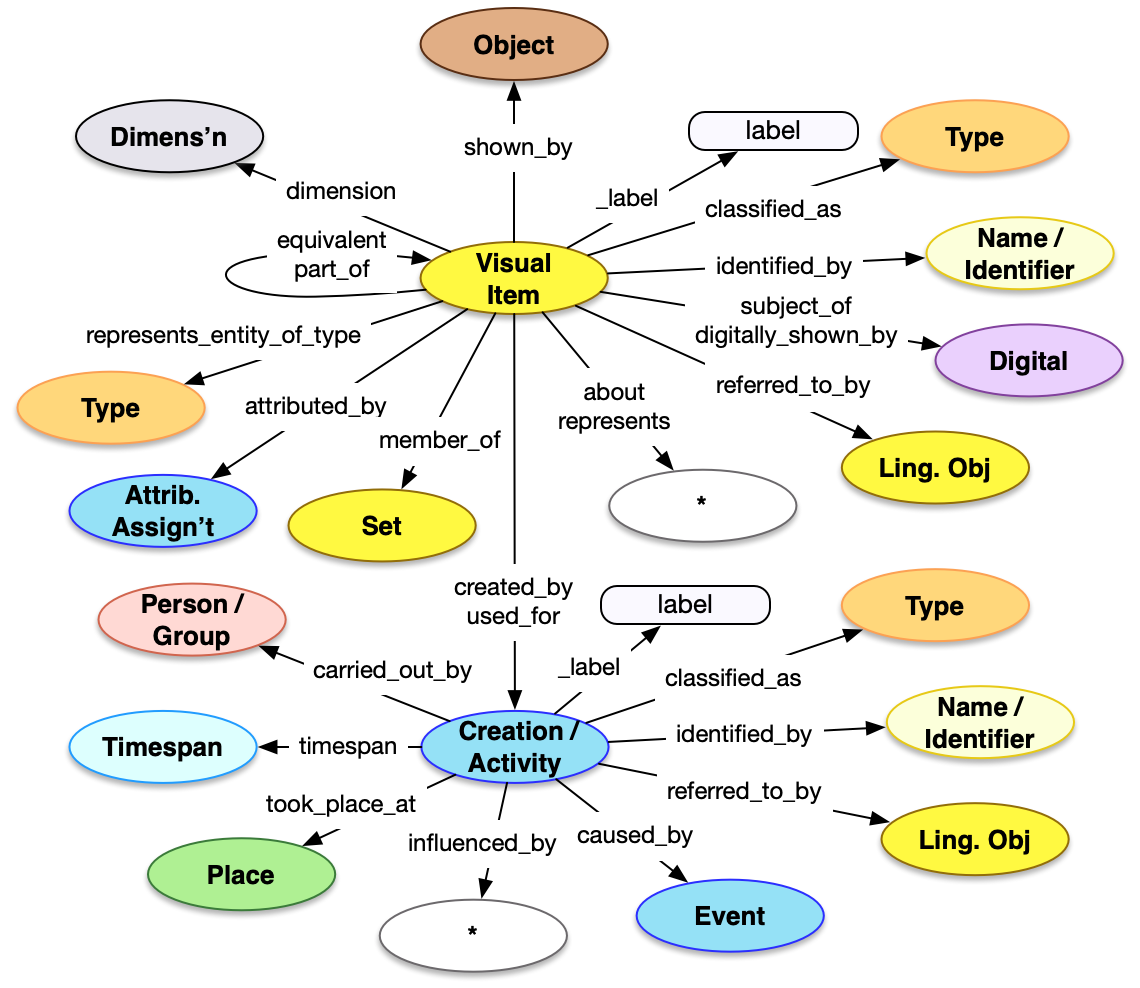 Object
label
Type
Dimens’n
shown_by
dimension
_label
classified_as
equivalent
part_of
Visual
Item
identified_by
Name /
Identifier
subject_of
digitally_shown_by
Digital
represents_entity_of_type
Type
attributed_by
about
represents
referred_to_by
member_of
Ling. Obj
Attrib.
Assign’t
Set
*
created_by
used_for
label
Type
Person /
Group
carried_out_by
_label
classified_as
Timespan
timespan
Creation /
Activity
identified_by
Name /
Identifier
took_place_at
influenced_by
caused_by
referred_to_by
Ling. Obj
Place
*
Event